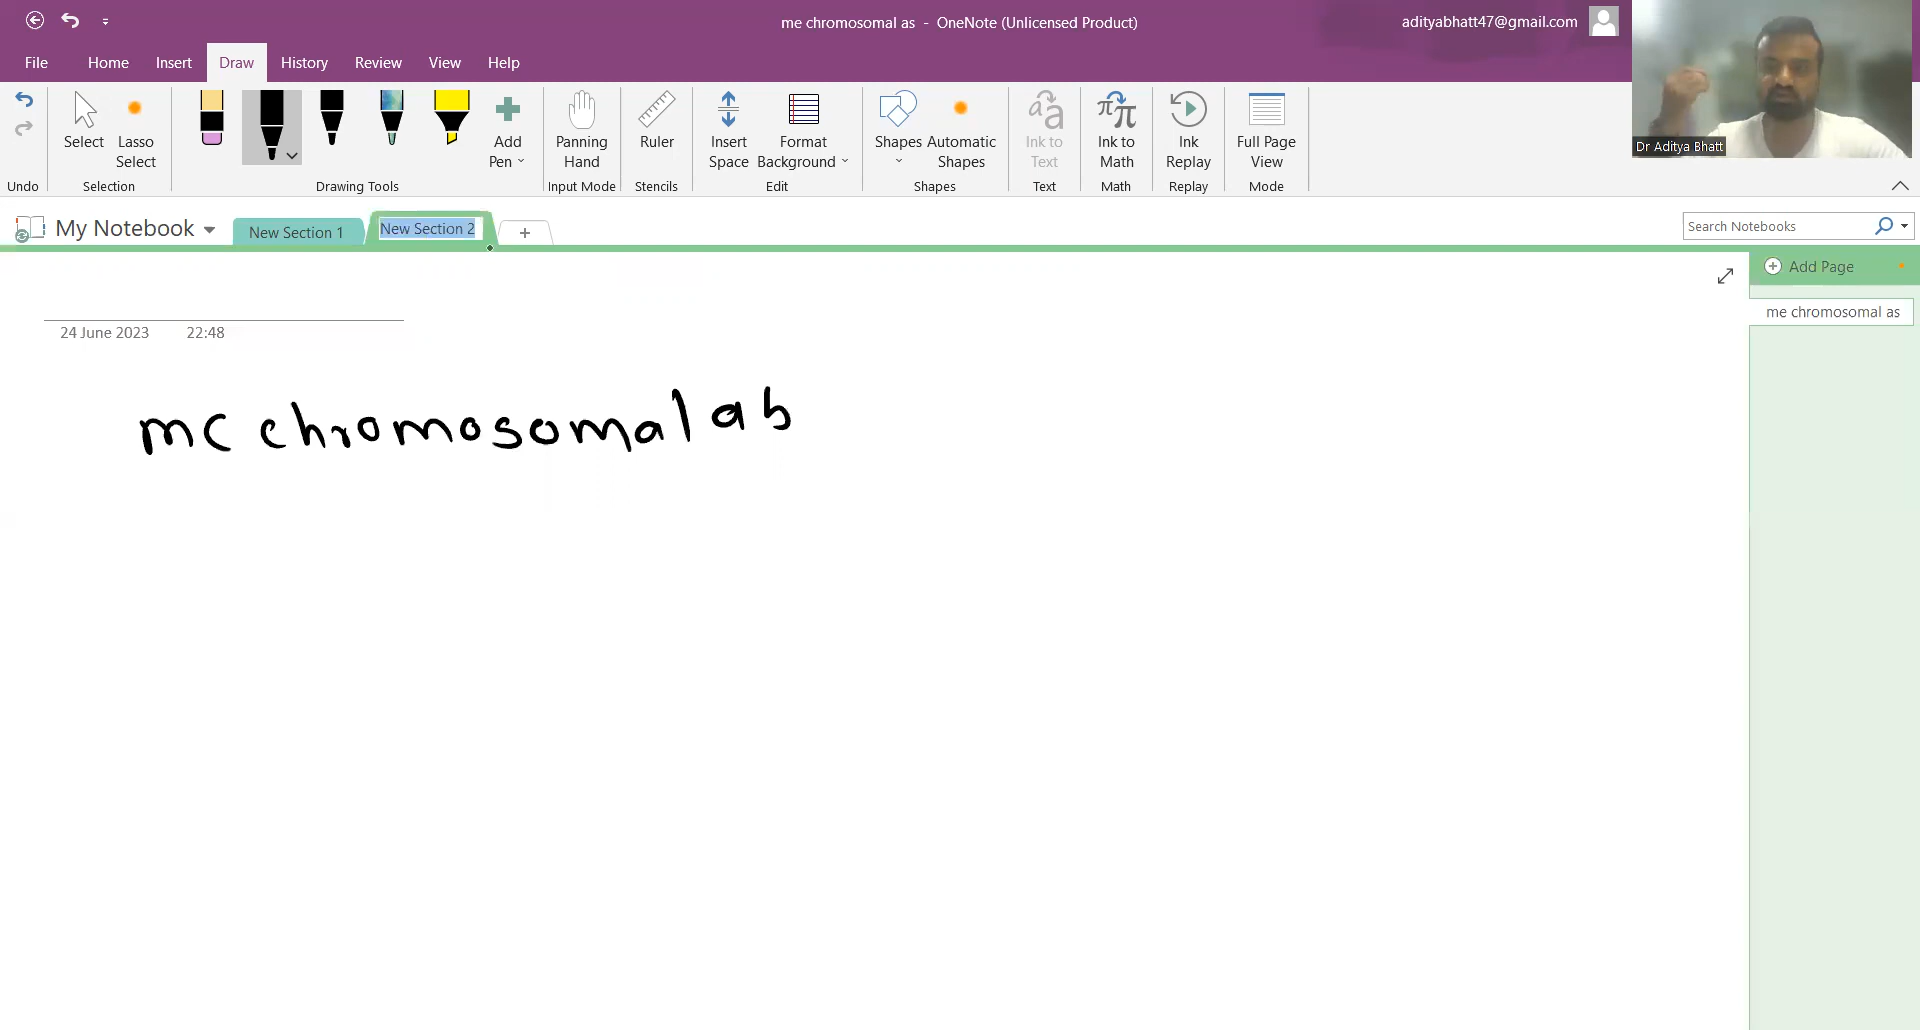 me chromosomal as - OneNote (Unlicensed Product)
adityabhatt47@gmail.com
File Home Insert Draw History Review View Help
Select
Lasso Select
Add Pen
Panning Hand
Ruler
Insert Space
Format Background
Shapes
Automatic Shapes
Ink to Text
Ink to Math
Ink Replay
Full Page View
Undo Selection Drawing Tools Input Mode Stencils Edit Shapes Text Math Replay Mode
Dr Aditya Bhatt
My Notebook New Section 1 New Section 2
Search Notebooks
Add Page
me chromosomal as
24 June 2023 22:48
mc chromosomal ab